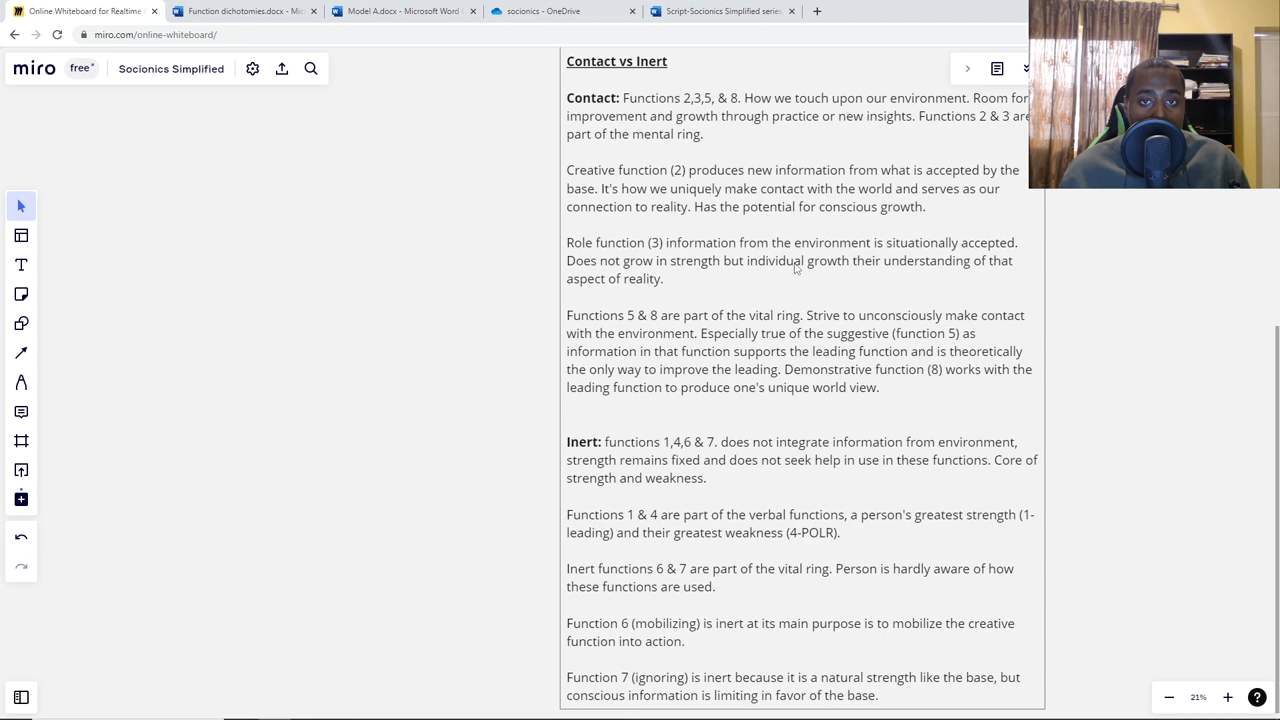 Online Whiteboard for Realtime
Function dichotomies.docx - Mic
Model A.docx - Microsoft Word
socionics - OneDrive
Script-Socionics Simplified serie
miro.com/online-whiteboard/
miro free Socionics Simplified
Contact vs Inert
Contact: Functions 2,3,5, & 8. How we touch upon our environment. Room for
improvement and growth through practice or new insights. Functions 2 & 3 are
part of the mental ring.
Creative function (2) produces new information from what is accepted by the
base. It's how we uniquely make contact with the world and serves as our
connection to reality. Has the potential for conscious growth.
Role function (3) information from the environment is situationally accepted.
Does not grow in strength but individual growth their understanding of that
aspect of reality.
Functions 5 & 8 are part of the vital ring. Strive to unconsciously make contact
with the environment. Especially true of the suggestive (function 5) as
information in that function supports the leading function and is theoretically
the only way to improve the leading. Demonstrative function (8) works with the
leading function to produce one's unique world view.
Inert: functions 1,4,6 & 7. does not integrate information from environment,
strength remains fixed and does not seek help in use in these functions. Core of
strength and weakness.
Functions 1 & 4 are part of the verbal functions, a person's greatest strength (1-
leading) and their greatest weakness (4-POLR).
Inert functions 6 & 7 are part of the vital ring. Person is hardly aware of how
these functions are used.
Function 6 (mobilizing) is inert at its main purpose is to mobilize the creative
function into action.
Function 7 (ignoring) is inert because it is a natural strength like the base, but
conscious information is limiting in favor of the base.
21%